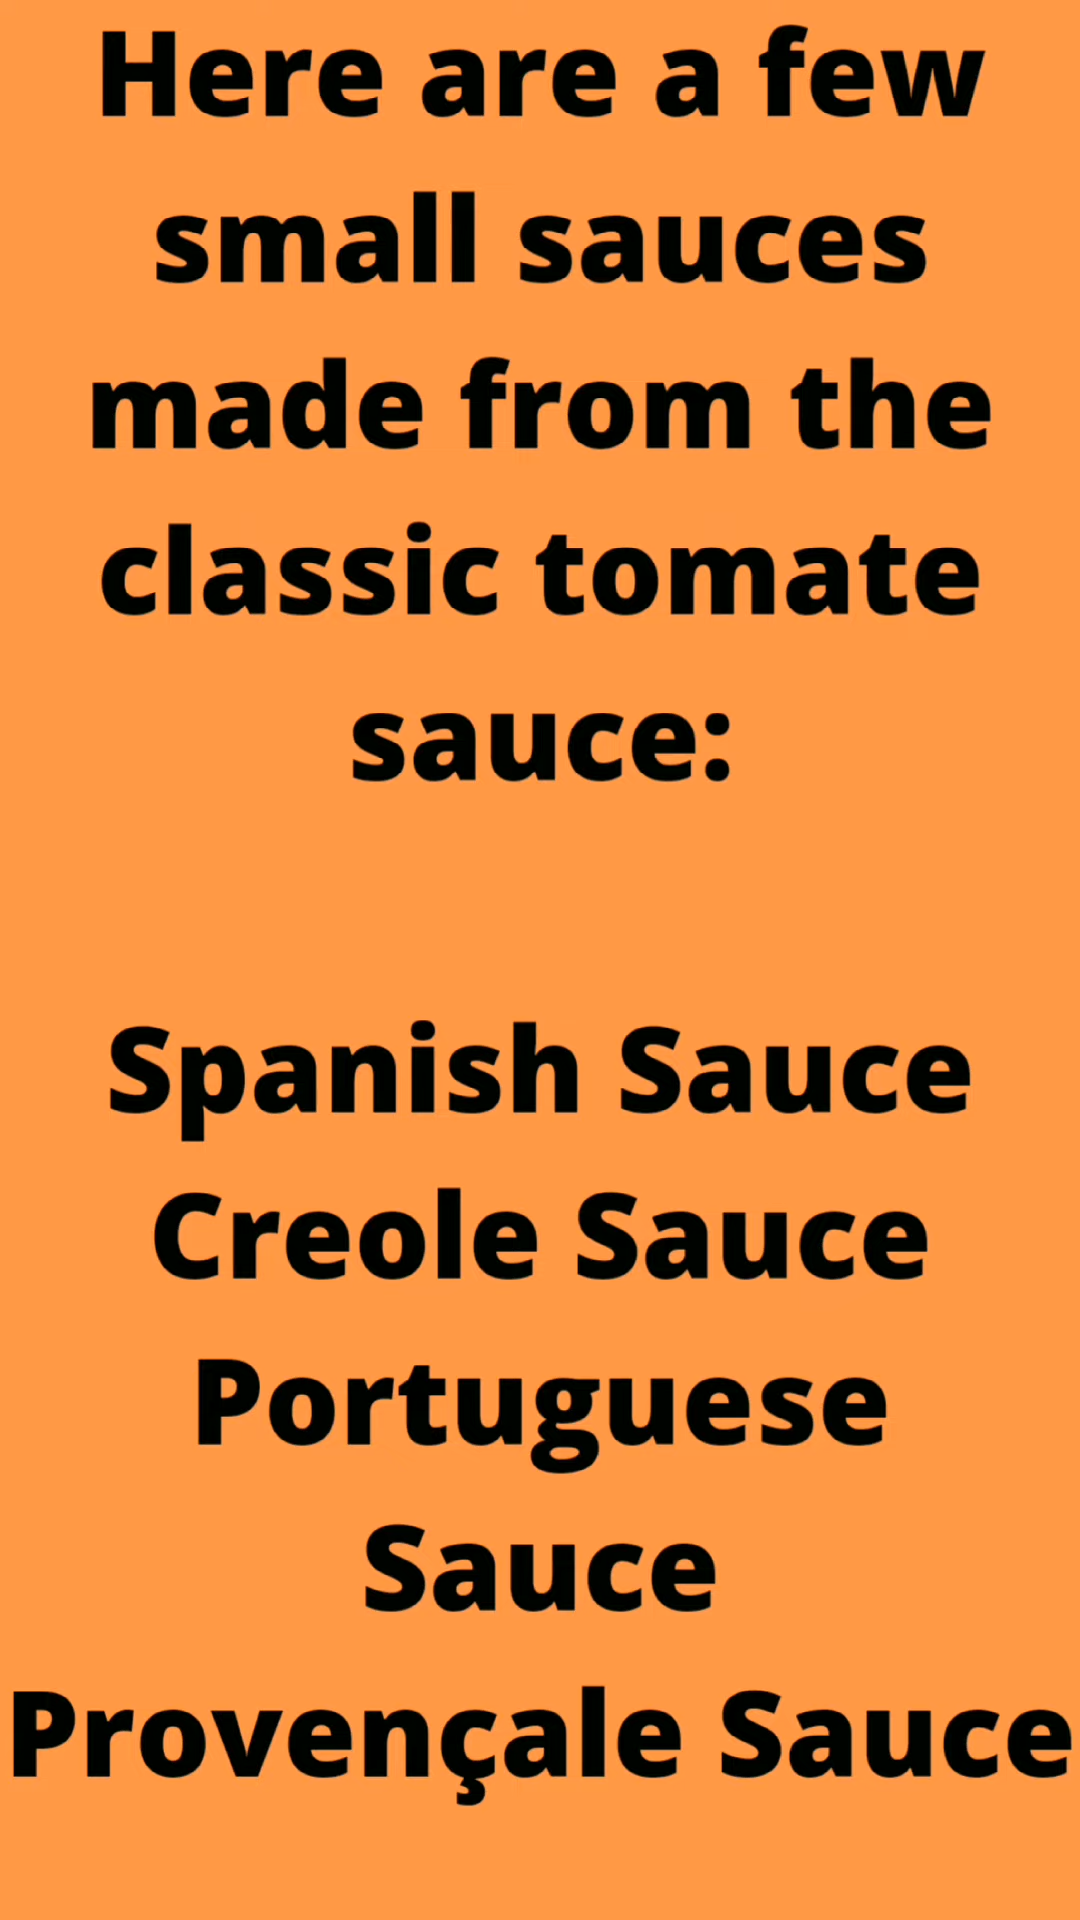 Here are a few
small sauces
made from the
classic tomate
sauce:
Spanish Sauce
Creole Sauce
Portuguese
Sauce
Provençale Sauce